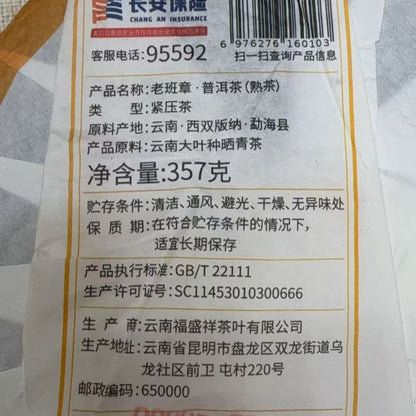 长安保险
CHANG AN INSURANCE
客服电话:95592
6 976276 160103
扫一扫查询产品信息
产品名称:老班章·普洱茶(熟茶)
类 型:紧压茶
原料产地:云南·西双版纳·勐海县
产品原料:云南大叶种晒青茶
净含量:357克
贮存条件:清洁、通风、避光、干燥、无异味处
保 质 期:在符合贮存条件的情况下,
适宜长期保存
产品执行标准:GB/T 22111
生产许可证号:SC11453010300666
生 产 商:云南福盛祥茶叶有限公司
生产地址:云南省昆明市盘龙区双龙街道乌
龙社区前卫 屯村220号
邮政编码:650000